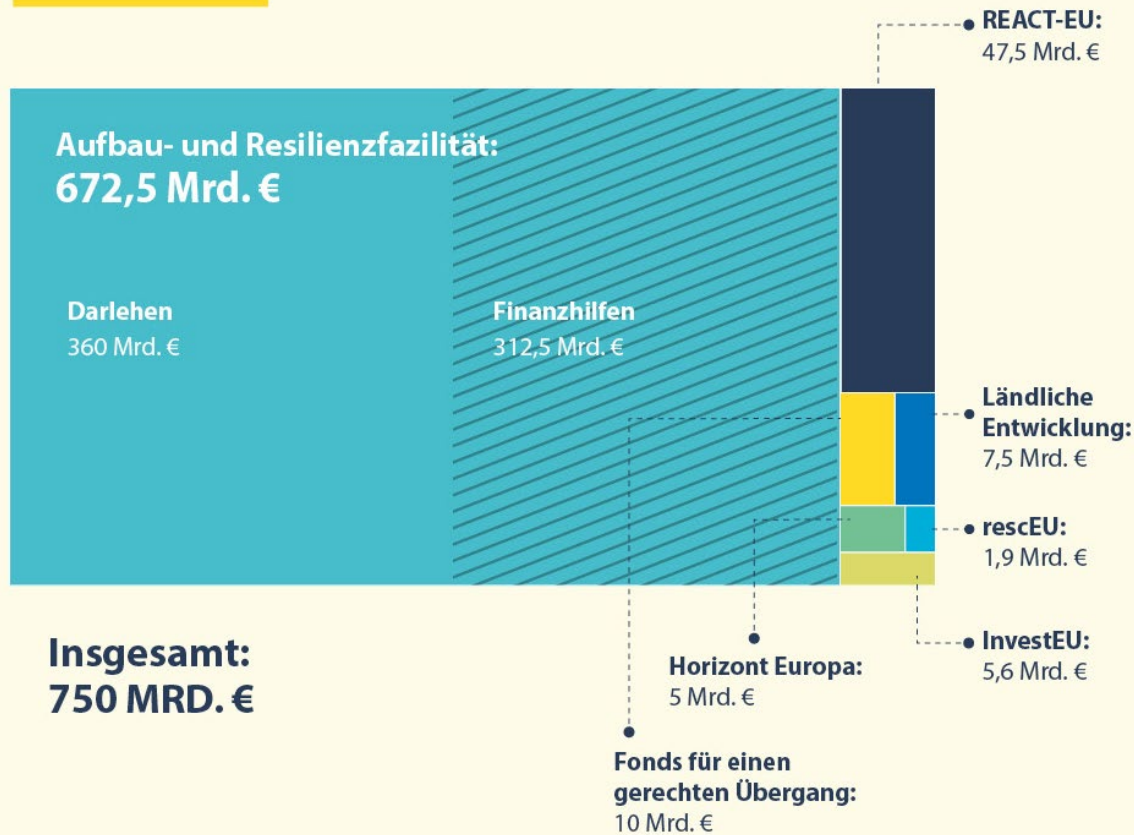 REACT-EU:
47,5 Mrd. €
Aufbau- und Resilienzfazilität:
672,5 Mrd. €
Darlehen
360 Mrd. €
Finanzhilfen
312,5 Mrd. €
Ländliche
Entwicklung:
7,5 Mrd. €
rescEU:
1,9 Mrd. €
InvestEU:
5,6 Mrd. €
Insgesamt:
750 MRD. €
Horizont Europa:
5 Mrd. €
Fonds für einen
gerechten Übergang:
10 Mrd. €